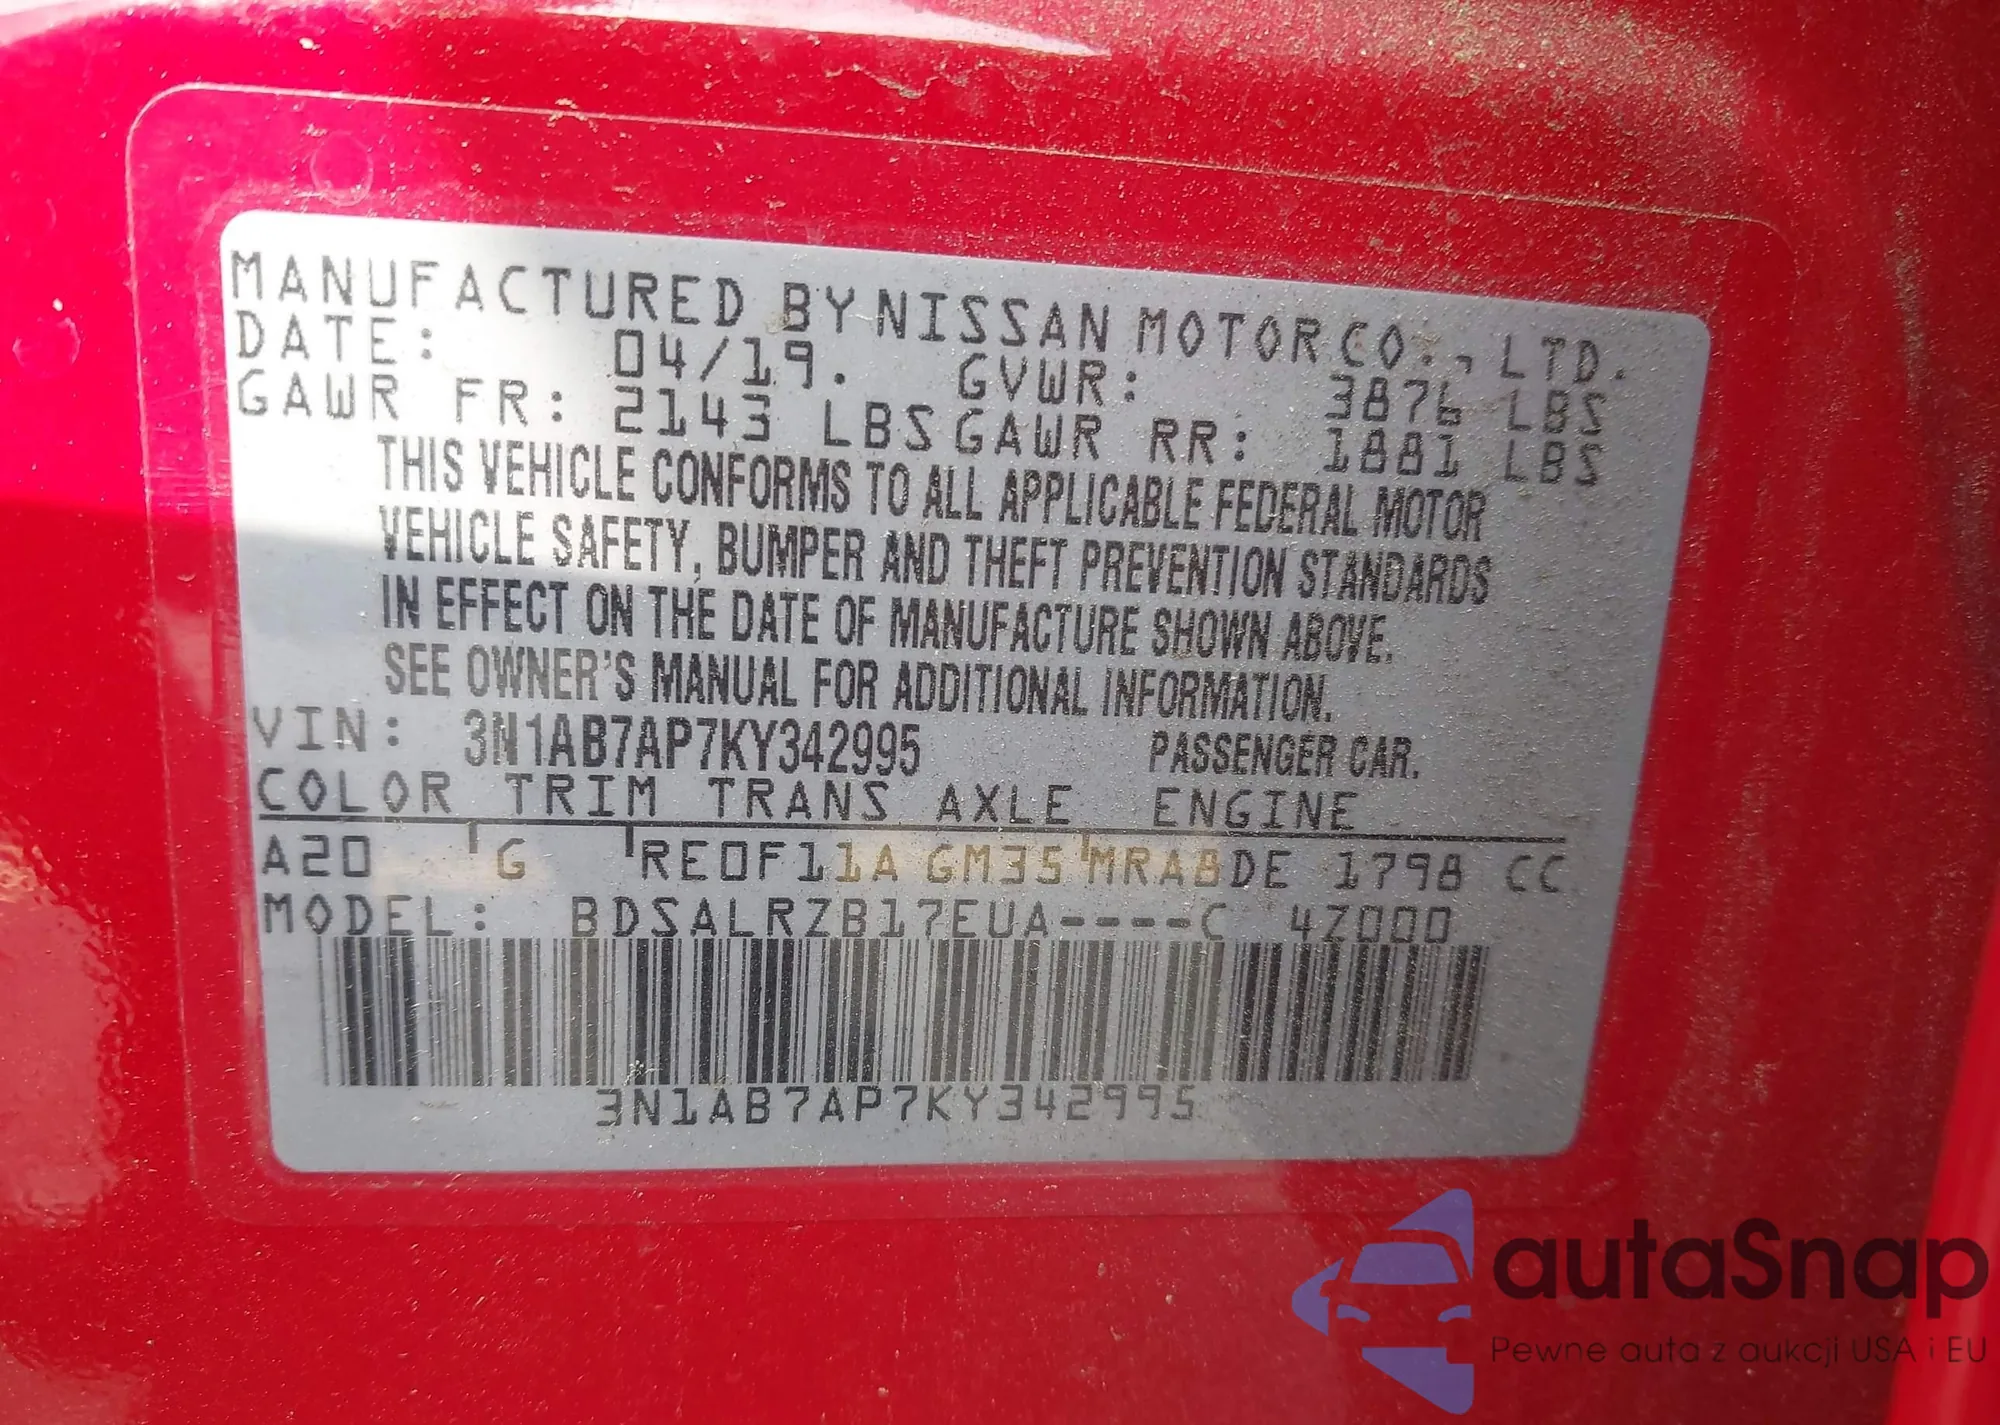 MANUFACTURED BY NISSAN MOTOR CO., LTD.
DATE: 04/19. GVWR: 3876 LBS
GAWR FR: 2143 LBS GAWR RR: 1881 LBS
THIS VEHICLE CONFORMS TO ALL APPLICABLE FEDERAL MOTOR
VEHICLE SAFETY, BUMPER AND THEFT PREVENTION STANDARDS
IN EFFECT ON THE DATE OF MANUFACTURE SHOWN ABOVE.
SEE OWNER'S MANUAL FOR ADDITIONAL INFORMATION.
VIN: 3N1AB7AP7KY342995 PASSENGER CAR.
COLOR TRIM TRANS AXLE ENGINE
A20 G RE0F11A GM35 MRA8DE 1798 CC
MODEL: BDSALRZB17EUA----C 4Z000
3N1AB7AP7KY342995
autaSnap
Pewne auta z aukcji USA i EU